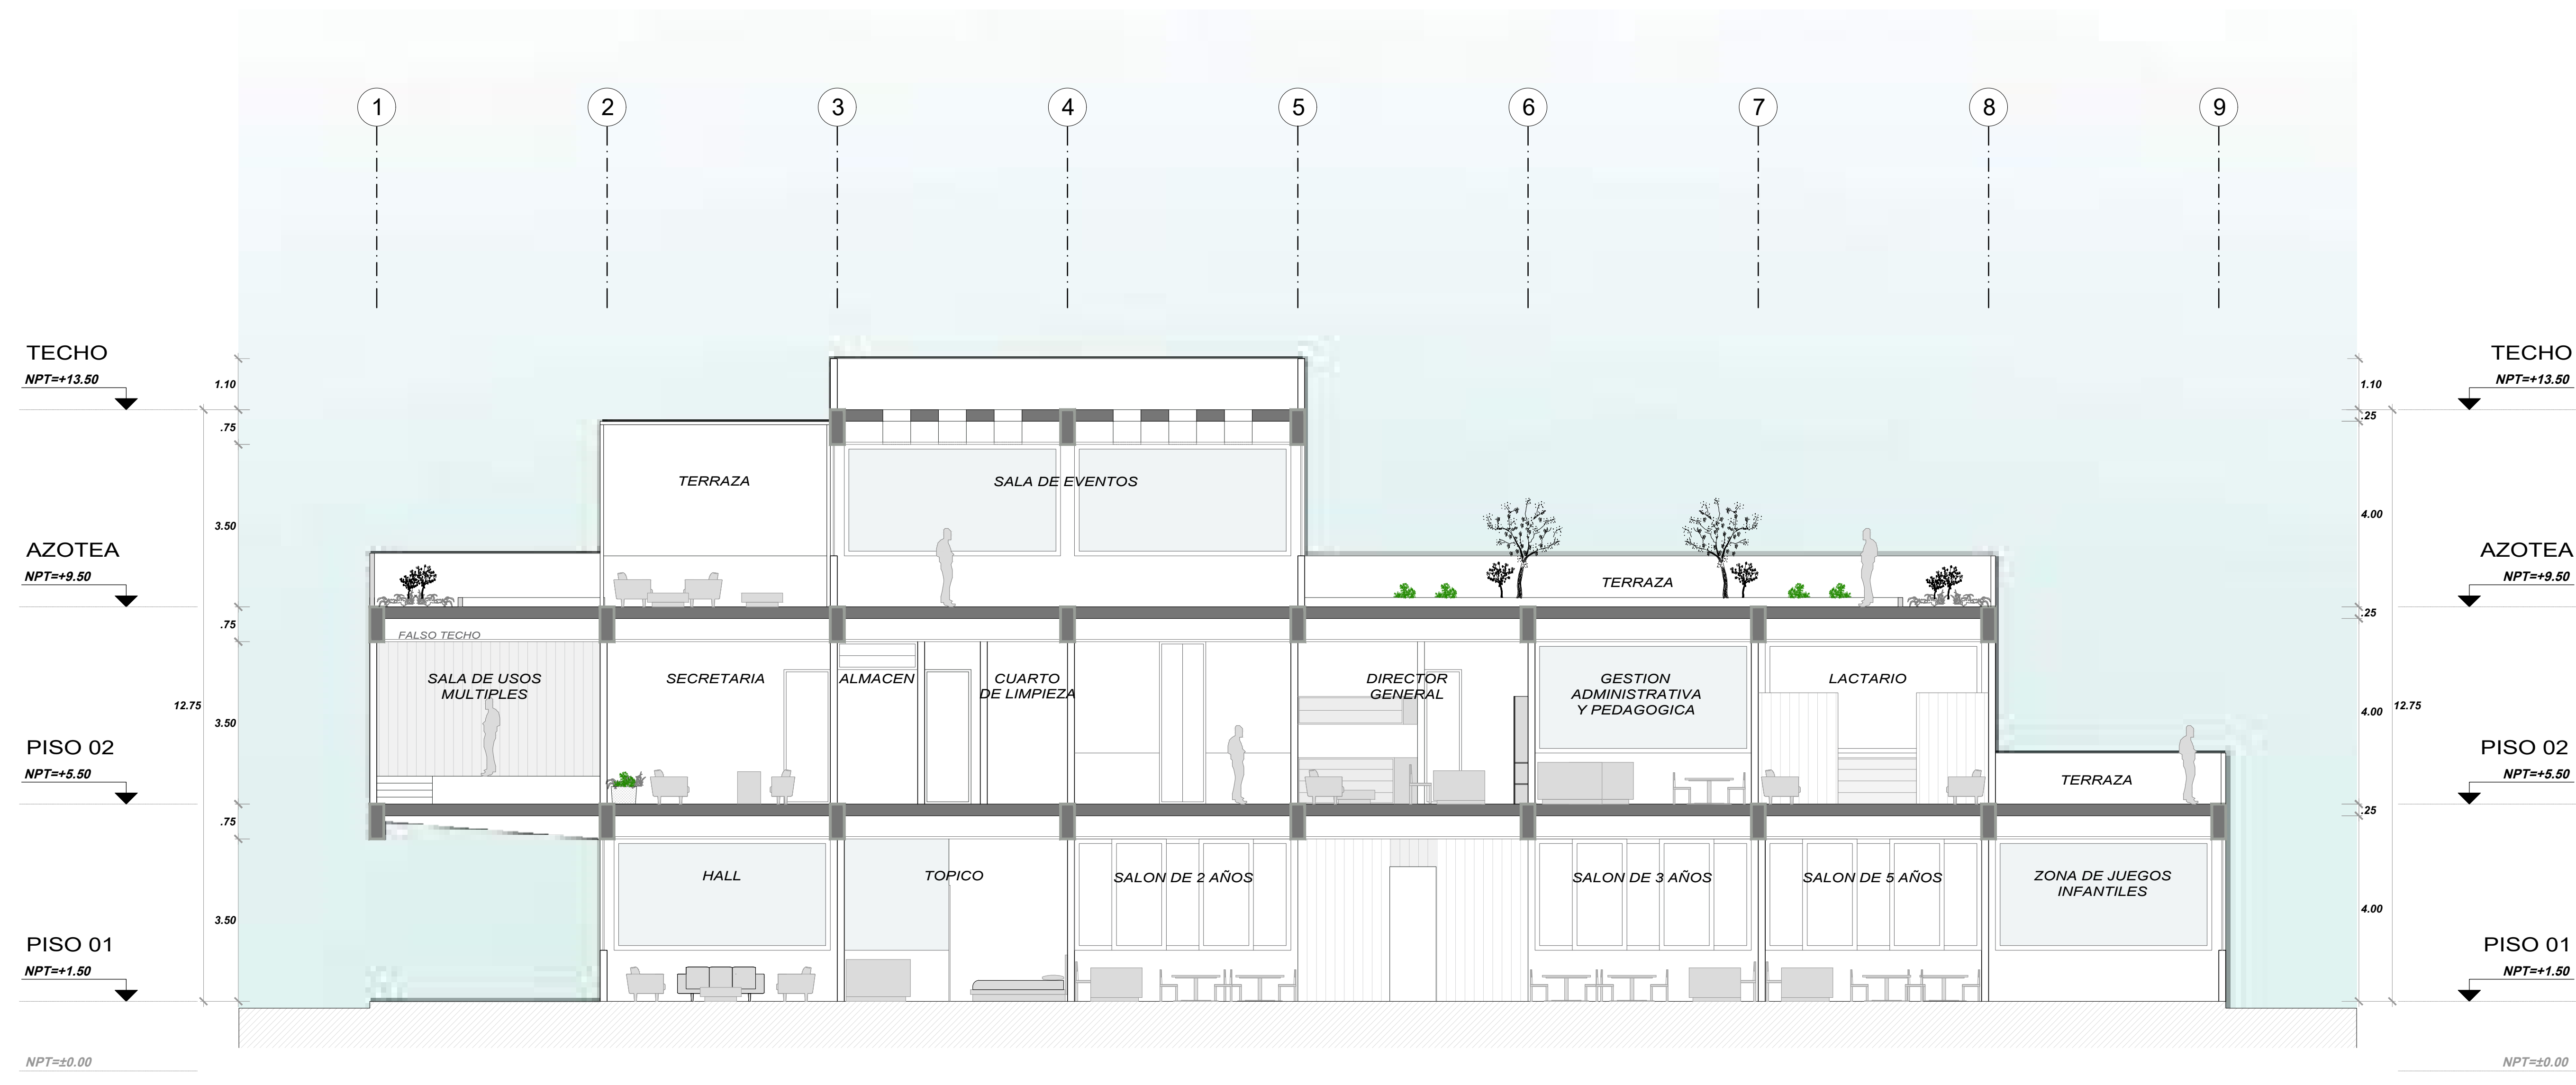 1 2 3 4 5 6 7 8 9
TECHO
NPT=+13.50
1.10
.75
3.50
AZOTEA
NPT=+9.50
.75
12.75
3.50
PISO 02
NPT=+5.50
.75
3.50
PISO 01
NPT=+1.50
NPT=±0.00
TERRAZA
SALA DE EVENTOS
TERRAZA
FALSO TECHO
SALA DE USOS
MULTIPLES
SECRETARIA
ALMACEN
CUARTO
DE LIMPIEZA
DIRECTOR
GENERAL
GESTION
ADMINISTRATIVA
Y PEDAGOGICA
LACTARIO
TERRAZA
HALL
TOPICO
SALON DE 2 AÑOS
SALON DE 3 AÑOS
SALON DE 5 AÑOS
ZONA DE JUEGOS
INFANTILES
TECHO
NPT=+13.50
1.10
.25
4.00
AZOTEA
NPT=+9.50
.25
4.00
12.75
PISO 02
NPT=+5.50
.25
4.00
PISO 01
NPT=+1.50
NPT=±0.00